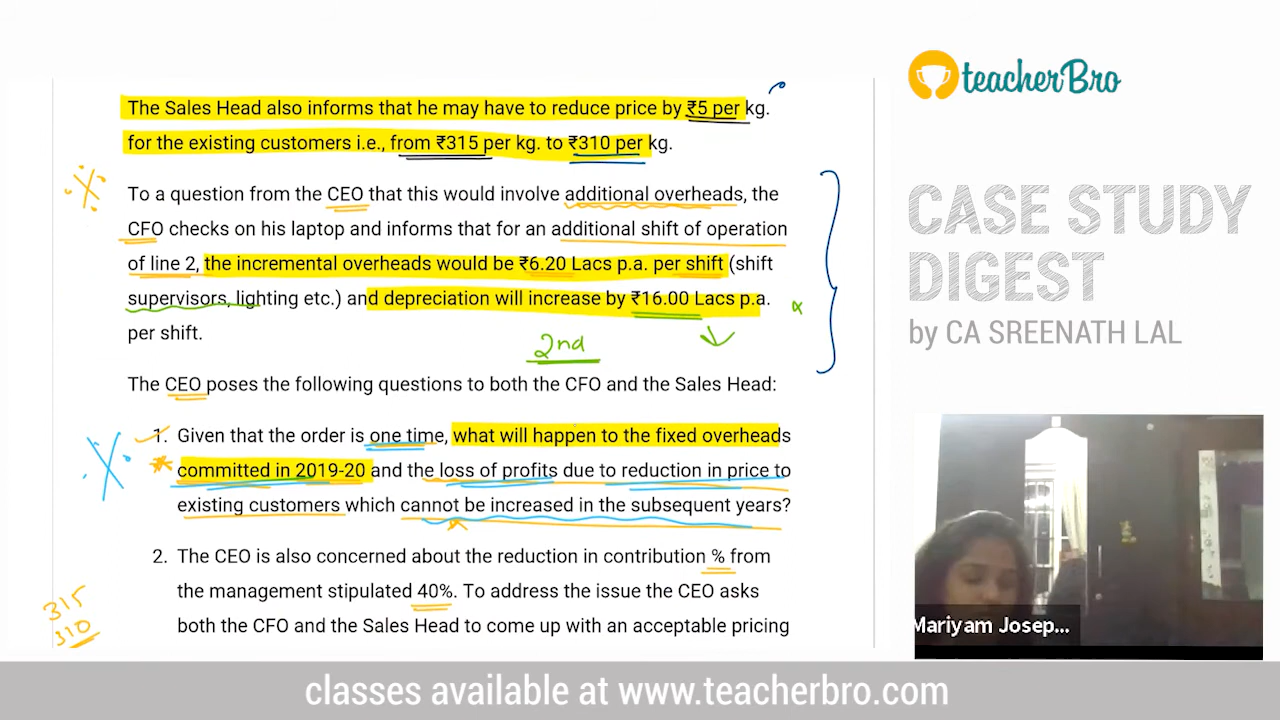 The Sales Head also informs that he may have to reduce price by ₹5 per kg.
for the existing customers i.e., from ₹315 per kg. to ₹310 per kg.
To a question from the CEO that this would involve additional overheads, the
CFO checks on his laptop and informs that for an additional shift of operation
of line 2, the incremental overheads would be ₹6.20 Lacs p.a. per shift (shift
supervisors, lighting etc.) and depreciation will increase by ₹16.00 Lacs p.a.
per shift.
2nd
The CEO poses the following questions to both the CFO and the Sales Head:
1. Given that the order is one time, what will happen to the fixed overheads
committed in 2019-20 and the loss of profits due to reduction in price to
existing customers which cannot be increased in the subsequent years?
2. The CEO is also concerned about the reduction in contribution % from
the management stipulated 40%. To address the issue the CEO asks
both the CFO and the Sales Head to come up with an acceptable pricing
315
310
teacherBro
CASE STUDY
DIGEST
by CA SREENATH LAL
Mariyam Josep...
classes available at www.teacherbro.com